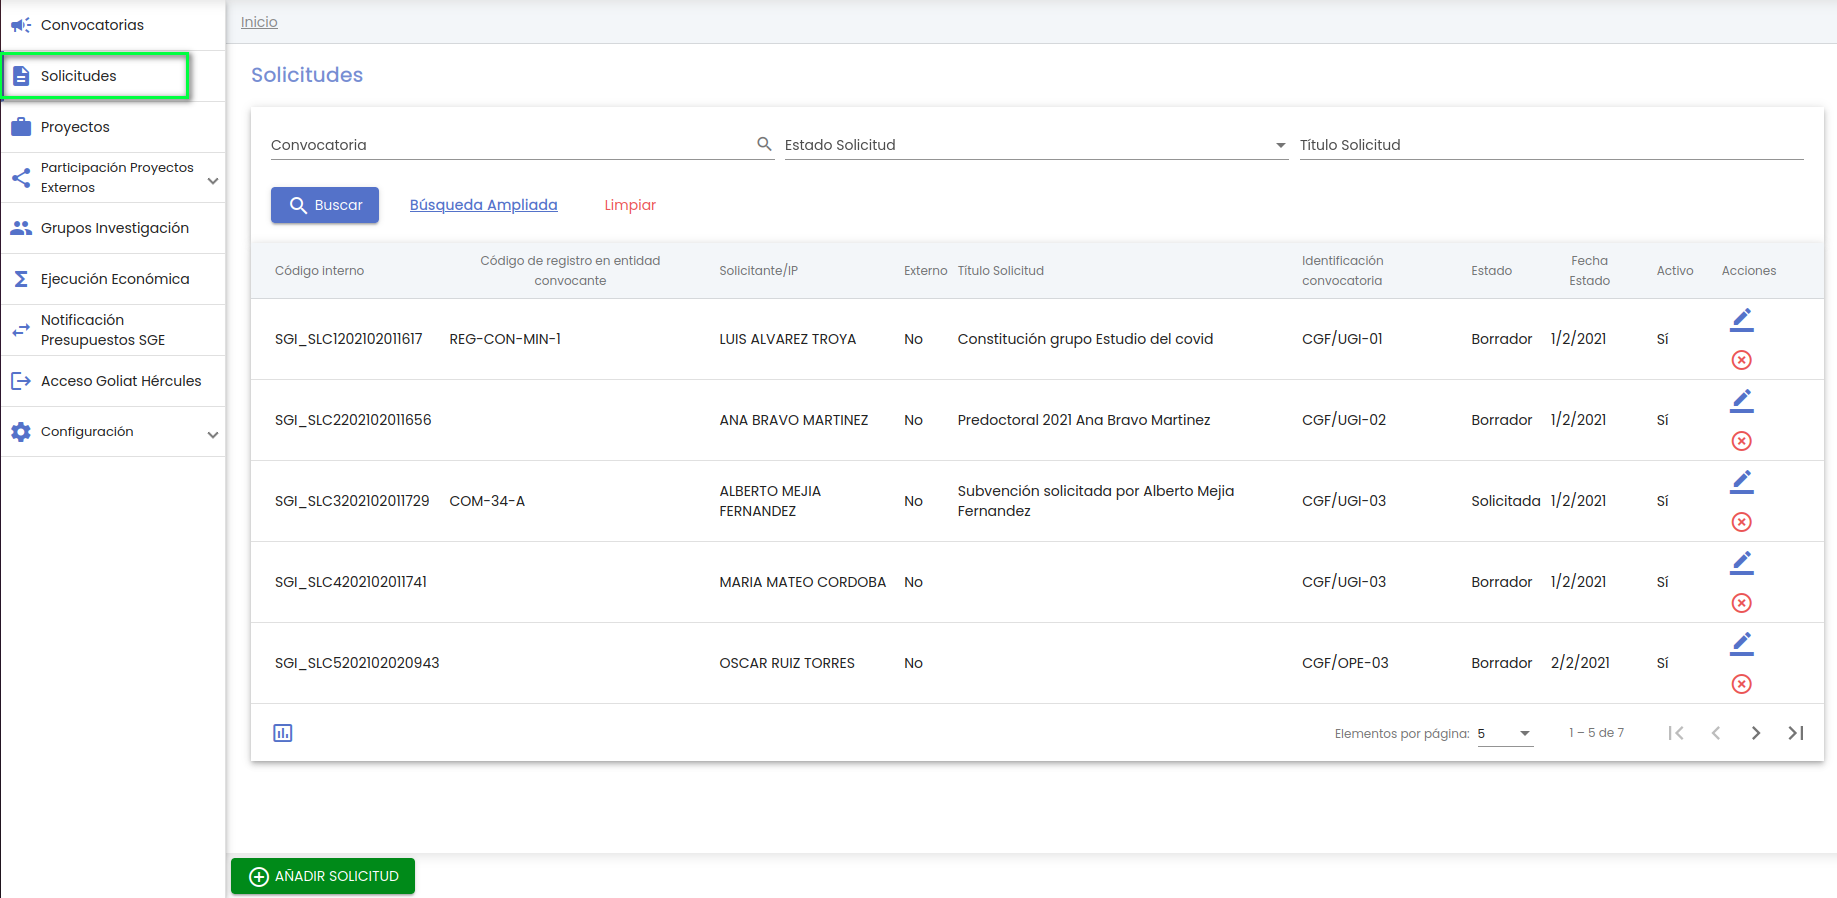 Convocatorias
Solicitudes
Proyectos
Participación Proyectos
Externos
Grupos Investigación
Ejecución Económica
Notificación
Presupuestos SGE
Acceso Goliat Hércules
Configuración
Inicio
Solicitudes
Convocatoria Estado Solicitud Título Solicitud
Buscar Búsqueda Ampliada Limpiar
Código interno Código de registro en entidad convocante Solicitante/IP Externo Título Solicitud Identificación convocatoria Estado Fecha Estado Activo Acciones
SGI_SLC1202102011617 REG-CON-MIN-1 LUIS ALVAREZ TROYA No Constitución grupo Estudio del covid CGF/UGI-01 Borrador 1/2/2021 Sí
SGI_SLC2202102011656 ANA BRAVO MARTINEZ No Predoctoral 2021 Ana Bravo Martinez CGF/UGI-02 Borrador 1/2/2021 Sí
SGI_SLC3202102011729 COM-34-A ALBERTO MEJIA FERNANDEZ No Subvención solicitada por Alberto Mejia Fernandez CGF/UGI-03 Solicitada 1/2/2021 Sí
SGI_SLC4202102011741 MARIA MATEO CORDOBA No CGF/UGI-03 Borrador 1/2/2021 Sí
SGI_SLC5202102020943 OSCAR RUIZ TORRES No CGF/OPE-03 Borrador 2/2/2021 Sí
Elementos por página: 5 1 – 5 de 7
AÑADIR SOLICITUD